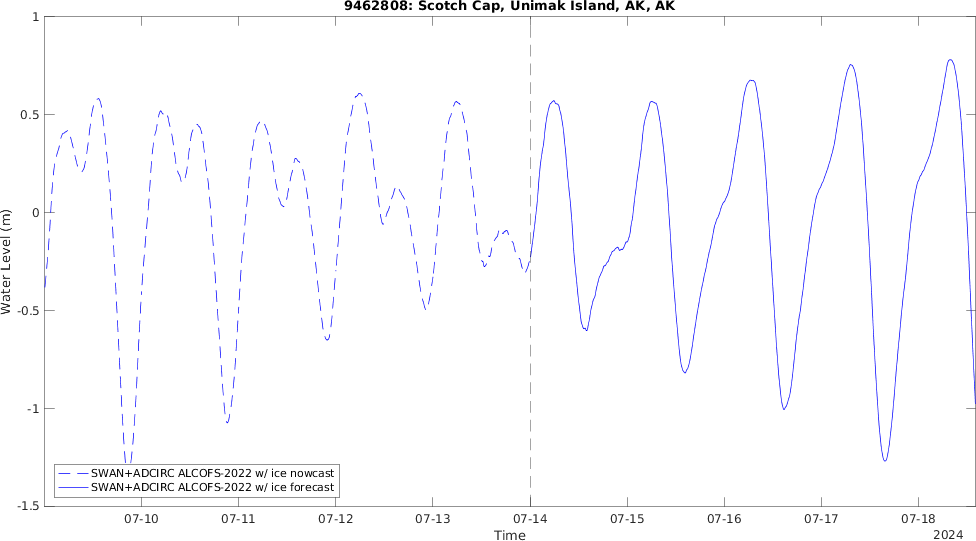 9462808: Scotch Cap, Unimak Island, AK, AK
1
0.5
0
-0.5
-1
-1.5
Water Level (m)
SWAN+ADCIRC ALCOFS-2022 w/ ice nowcast
SWAN+ADCIRC ALCOFS-2022 w/ ice forecast
07-10 07-11 07-12 07-13 07-14 07-15 07-16 07-17 07-18
Time
2024